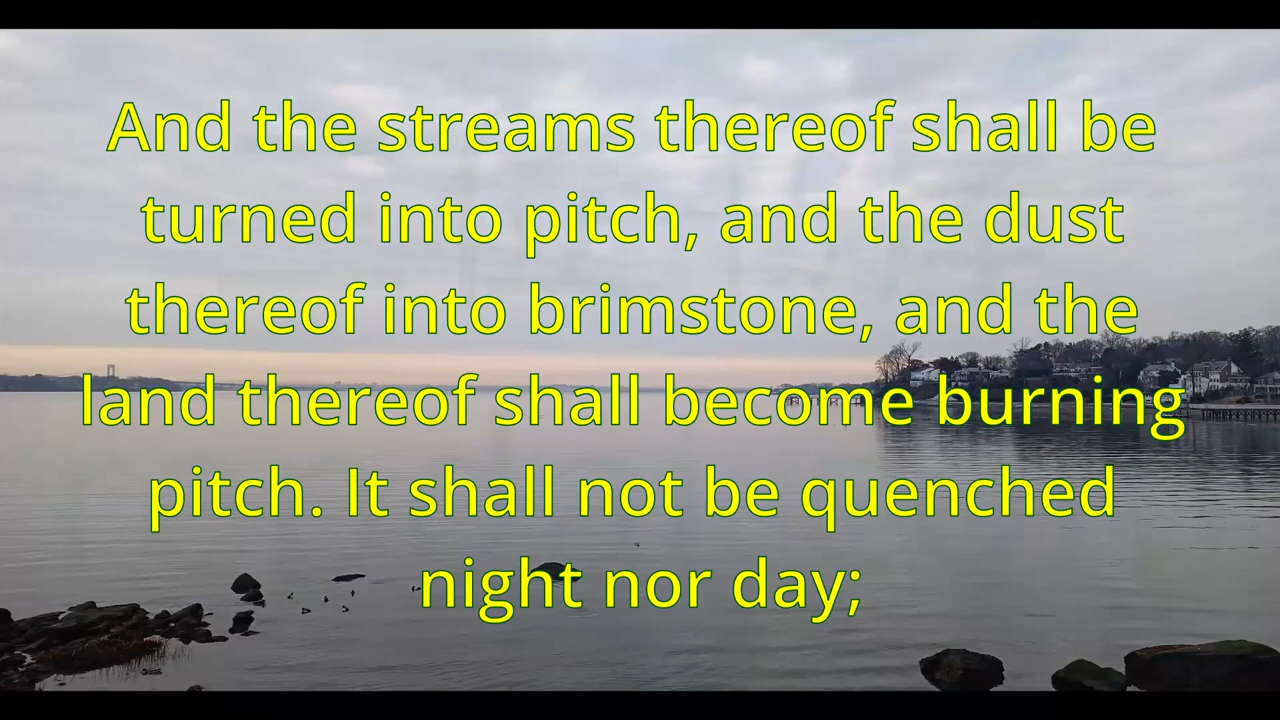 And the streams thereof shall be
turned into pitch, and the dust
thereof into brimstone, and the
land thereof shall become burning
pitch. It shall not be quenched
night nor day;